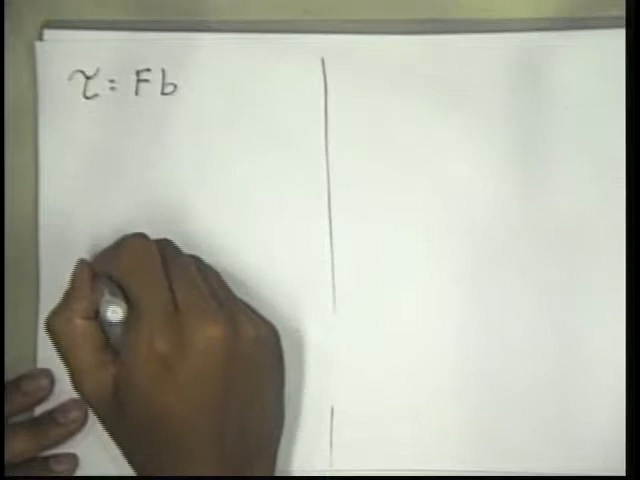 τ = Fb